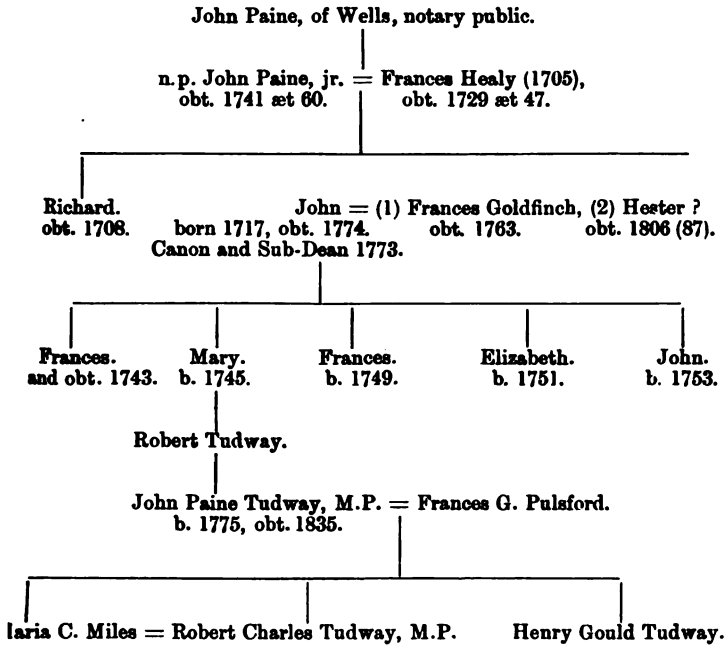 John Paine, of Wells, notary public.
n.p. John Paine, jr. = Frances Healy (1705),
obt. 1741 æt 60. obt. 1729 æt 47.
Richard. John = (1) Frances Goldfinch, (2) Hester ?
obt. 1708. born 1717, obt. 1774. obt. 1763. obt. 1806 (87).
Canon and Sub-Dean 1773.
Frances. Mary. Frances. Elizabeth. John.
and obt. 1743. b. 1745. b. 1749. b. 1751. b. 1753.
Robert Tudway.
John Paine Tudway, M.P. = Frances G. Pulsford.
b. 1775, obt. 1835.
C. Miles = Robert Charles Tudway, M.P. Henry Gould Tudway.